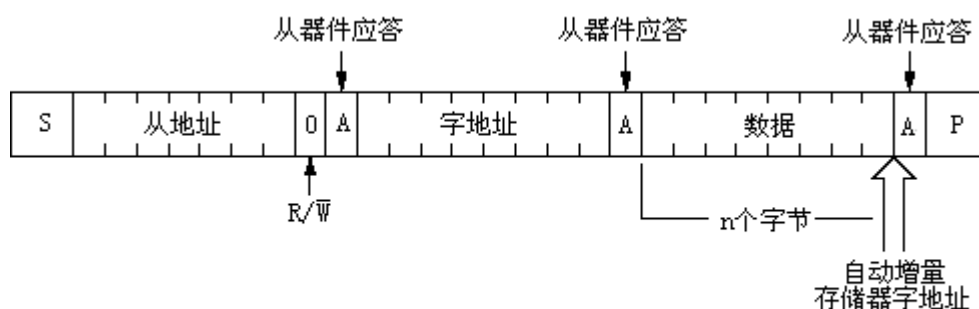 从器件应答 从器件应答 从器件应答
S 从地址 0 A 字地址 A 数据 A P
R/W̅
n个字节
自动增量
存储器字地址